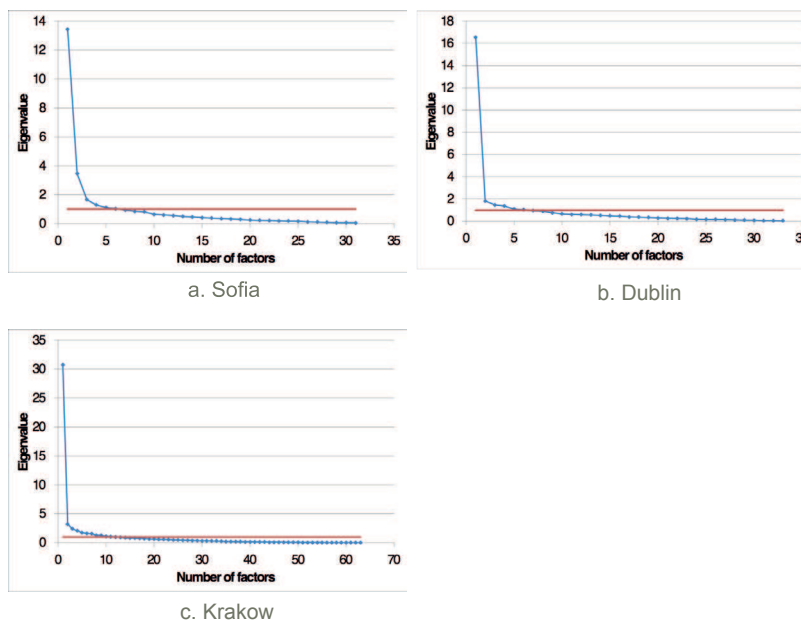 14
12
10
8
6
4
2
0
Eigenvalue
0 5 10 15 20 25 30 35
Number of factors
a. Sofia
18
16
14
12
10
8
6
4
2
0
Eigenvalue
0 5 10 15 20 25 30 35
Number of factors
b. Dublin
35
30
25
20
15
10
5
0
Eigenvalue
0 10 20 30 40 50 60 70
Number of factors
c. Krakow